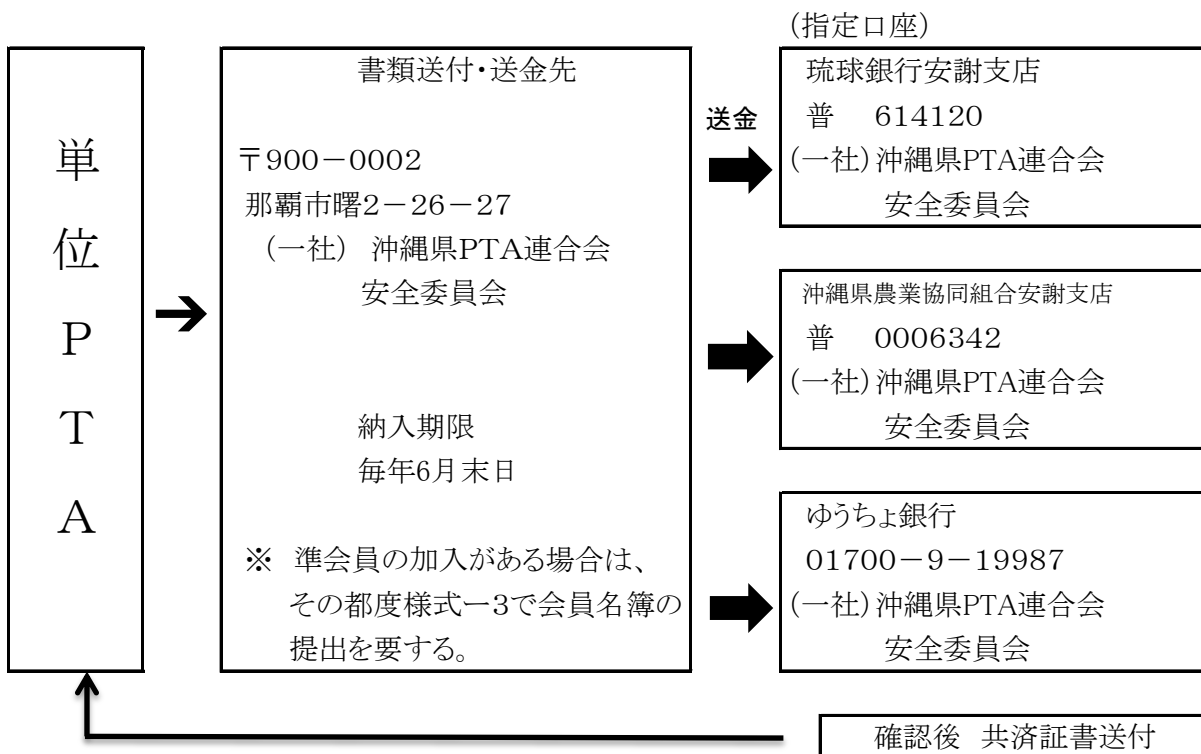 単位PTA
書類送付・送金先
〒900－0002
那覇市曙2－26－27
（一社） 沖縄県PTA連合会
安全委員会
納入期限
毎年6月末日
※ 準会員の加入がある場合は、
その都度様式ー3で会員名簿の
提出を要する。
送金
（指定口座）
琉球銀行安謝支店
普 614120
（一社）沖縄県PTA連合会
安全委員会
沖縄県農業協同組合安謝支店
普 0006342
（一社）沖縄県PTA連合会
安全委員会
ゆうちょ銀行
01700－9－19987
（一社）沖縄県PTA連合会
安全委員会
確認後 共済証書送付